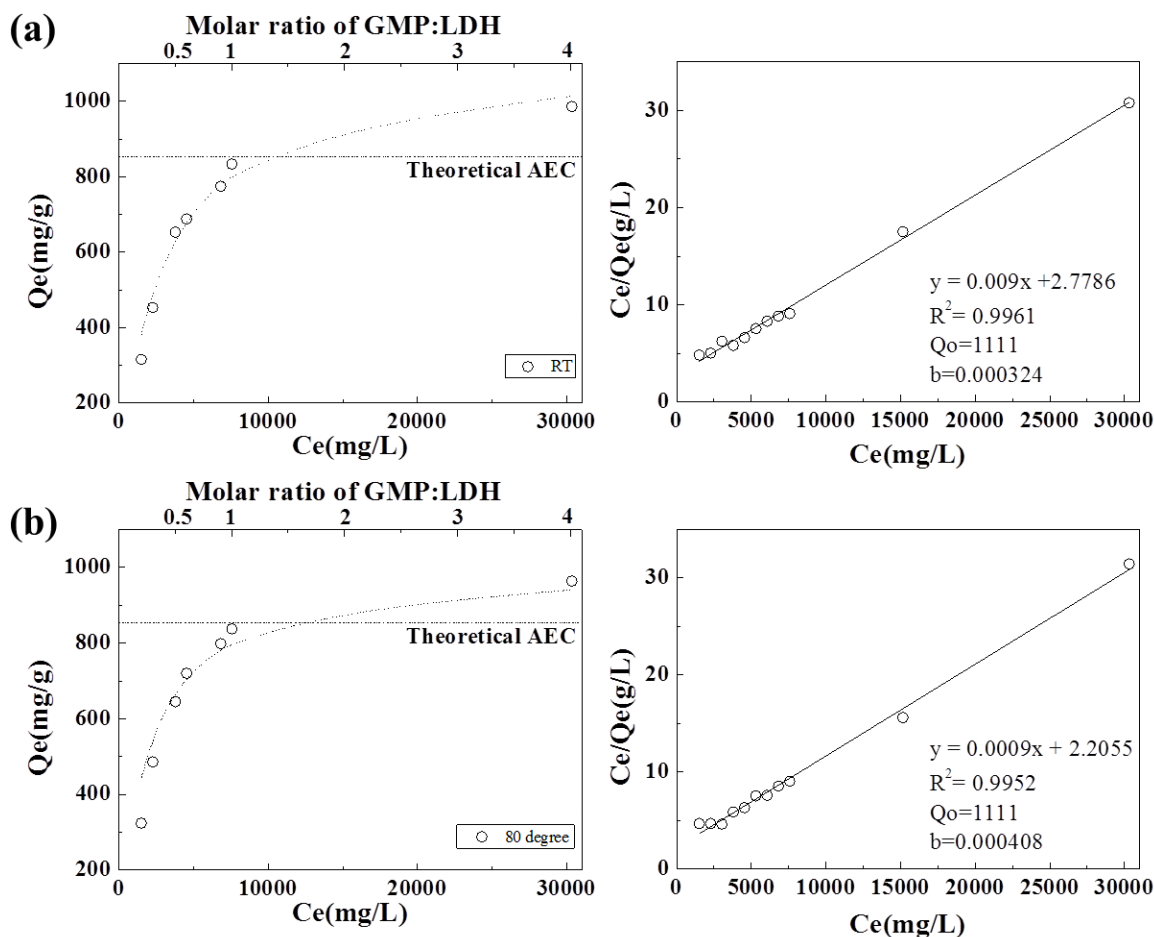 (a)
Molar ratio of GMP:LDH
0.5 1 2 3 4
1000
800
600
400
200
Qe(mg/g)
Theoretical AEC
RT
0 10000 20000 30000
Ce(mg/L)
30
20
10
0
Ce/Qe(g/L)
y = 0.009x +2.7786
R²= 0.9961
Qo=1111
b=0.000324
0 5000 10000 15000 20000 25000 30000
Ce(mg/L)
(b)
Molar ratio of GMP:LDH
0.5 1 2 3 4
1000
800
600
400
200
Qe(mg/g)
Theoretical AEC
80 degree
0 10000 20000 30000
Ce(mg/L)
30
20
10
0
Ce/Qe(g/L)
y = 0.0009x + 2.2055
R²= 0.9952
Qo=1111
b=0.000408
0 5000 10000 15000 20000 25000 30000
Ce(mg/L)